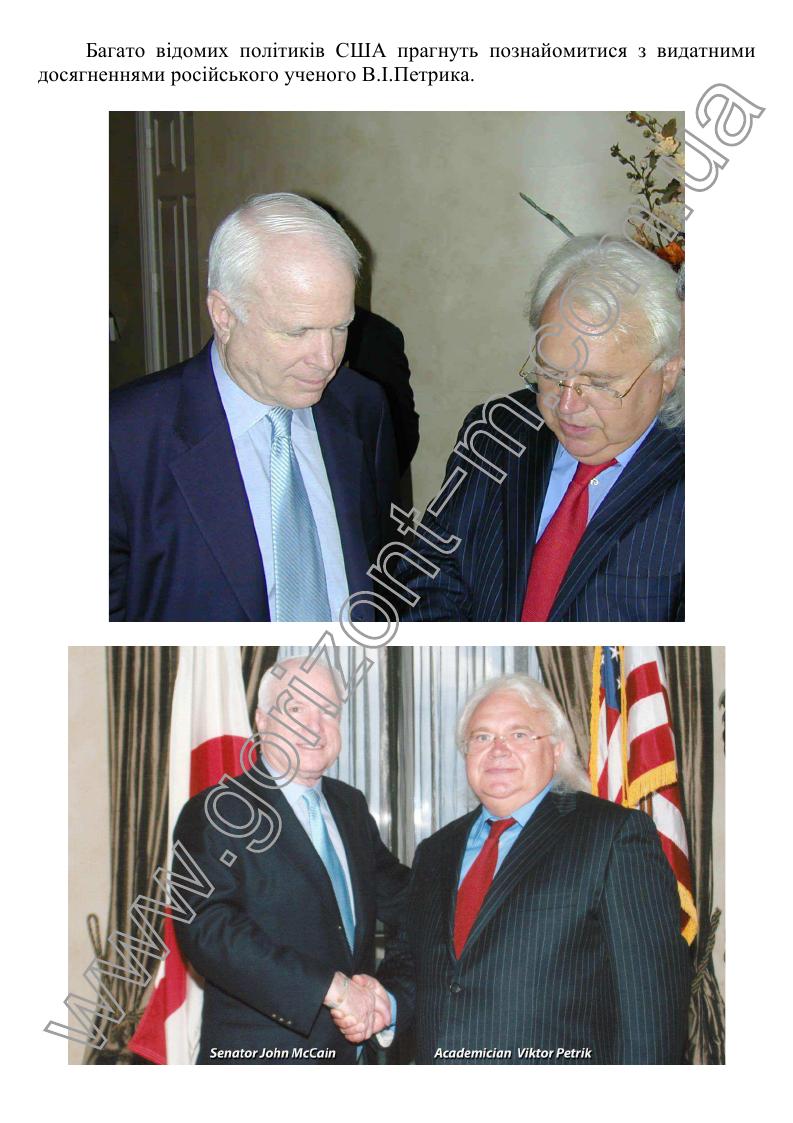 Багато відомих політиків США прагнуть познайомитися з видатними
досягненнями російського ученого В.І.Петрика.
www.gorizont-m.com.ua
Senator John McCain
Academician Viktor Petrik